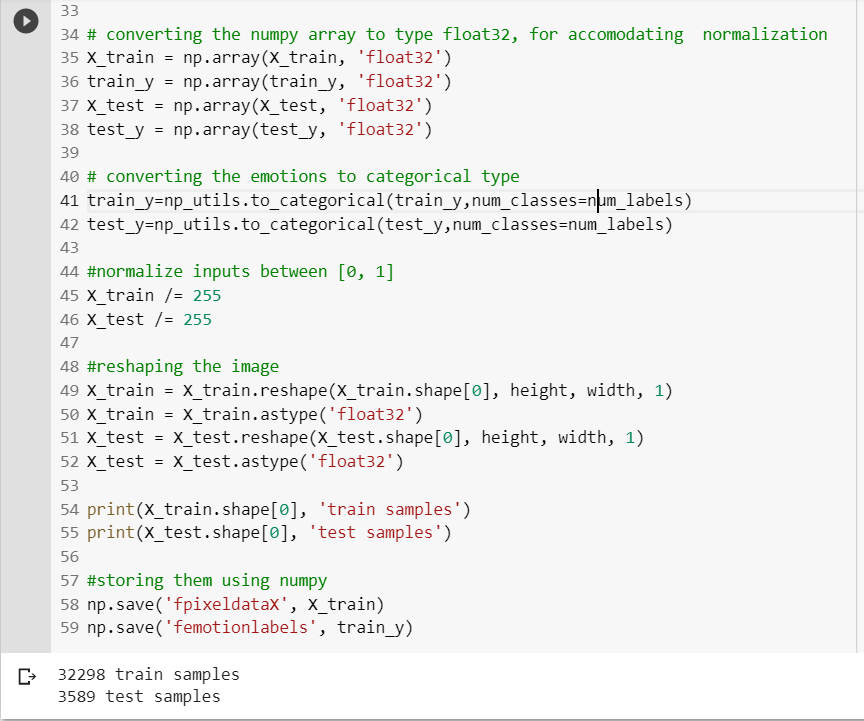 33
34 # converting the numpy array to type float32, for accomodating  normalization
35 X_train = np.array(X_train, 'float32')
36 train_y = np.array(train_y, 'float32')
37 X_test = np.array(X_test, 'float32')
38 test_y = np.array(test_y, 'float32')
39
40 # converting the emotions to categorical type
41 train_y=np_utils.to_categorical(train_y,num_classes=num_labels)
42 test_y=np_utils.to_categorical(test_y,num_classes=num_labels)
43
44 #normalize inputs between [0, 1]
45 X_train /= 255
46 X_test /= 255
47
48 #reshaping the image
49 X_train = X_train.reshape(X_train.shape[0], height, width, 1)
50 X_train = X_train.astype('float32')
51 X_test = X_test.reshape(X_test.shape[0], height, width, 1)
52 X_test = X_test.astype('float32')
53
54 print(X_train.shape[0], 'train samples')
55 print(X_test.shape[0], 'test samples')
56
57 #storing them using numpy
58 np.save('fpixeldataX', X_train)
59 np.save('femotionlabels', train_y)
32298 train samples
3589 test samples